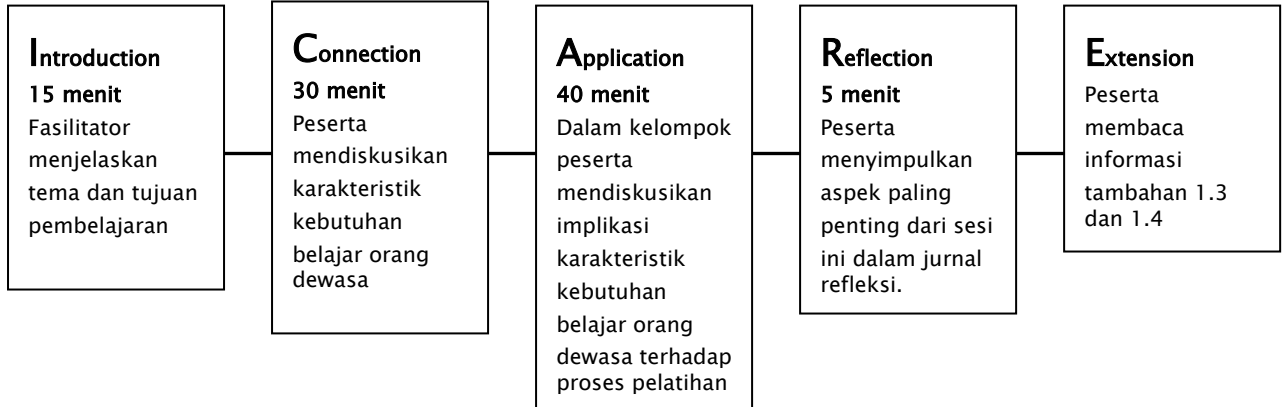 Introduction
15 menit
Fasilitator
menjelaskan
tema dan tujuan
pembelajaran
Connection
30 menit
Peserta
mendiskusikan
karakteristik
kebutuhan
belajar orang
dewasa
Application
40 menit
Dalam kelompok
peserta
mendiskusikan
implikasi
karakteristik
kebutuhan
belajar orang
dewasa terhadap
proses pelatihan
Reflection
5 menit
Peserta
menyimpulkan
aspek paling
penting dari sesi
ini dalam jurnal
refleksi.
Extension
Peserta
membaca
informasi
tambahan 1.3
dan 1.4